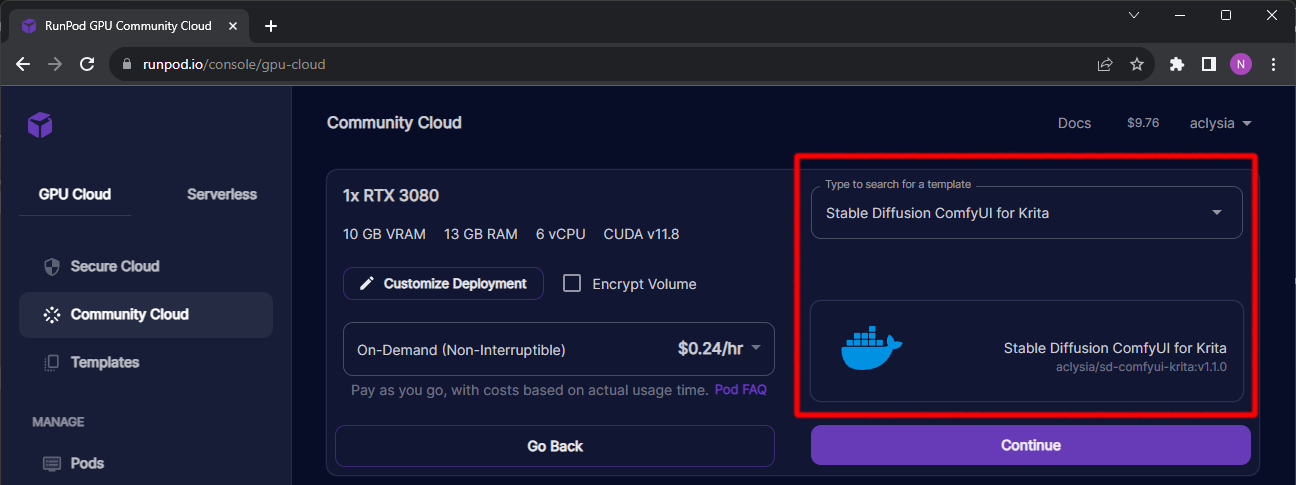 RunPod GPU Community Cloud
runpod.io/console/gpu-cloud
N
Community Cloud
Docs
$9.76
aclysia
GPU Cloud
Serverless
Secure Cloud
Community Cloud
Templates
MANAGE
Pods
1x RTX 3080
10 GB VRAM 13 GB RAM 6 vCPU CUDA v11.8
Customize Deployment
Encrypt Volume
On-Demand (Non-Interruptible) $0.24/hr
Pay as you go, with costs based on actual usage time. Pod FAQ
Go Back
Type to search for a template
Stable Diffusion ComfyUI for Krita
Stable Diffusion ComfyUI for Krita
aclysia/sd-comfyui-krita:v1.1.0
Continue